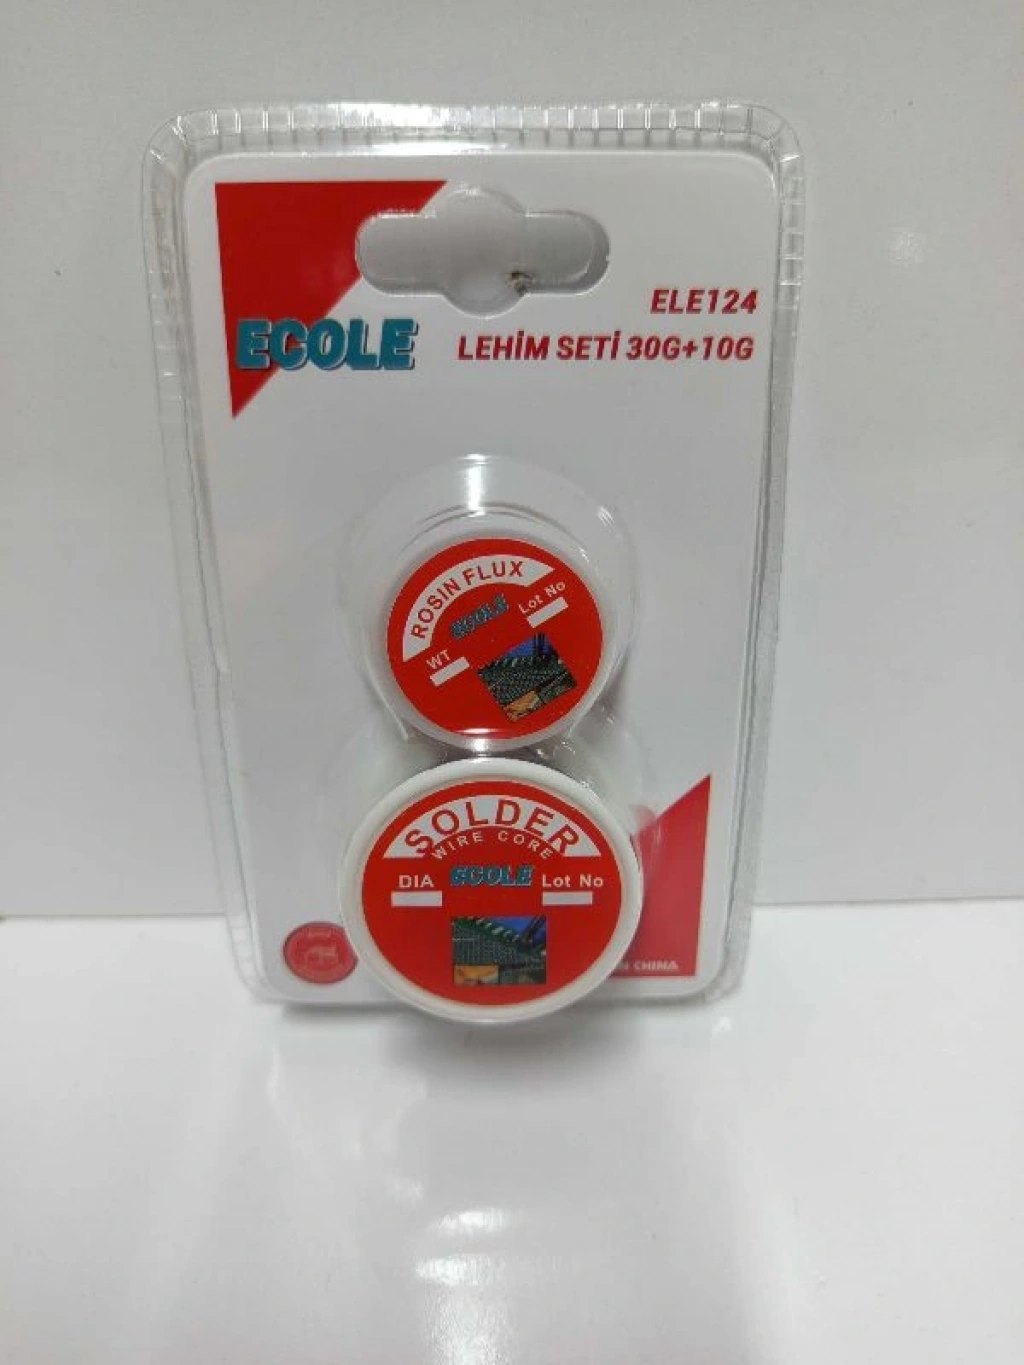 ECOLE
ELE124
LEHİM SETİ 30G+10G
ROSIN FLUX
ECOLE
Lot No
WT
SOLDER
WIRE CORE
DIA
ECOLE
Lot No
CHINA